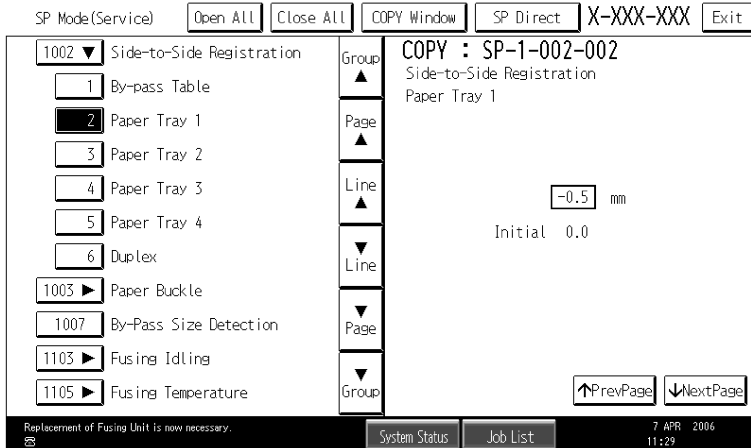 SP Mode(Service) Open All Close All COPY Window SP Direct X-XXX-XXX Exit
1002 ▼ Side-to-Side Registration
1 By-pass Table
2 Paper Tray 1
3 Paper Tray 2
4 Paper Tray 3
5 Paper Tray 4
6 Duplex
1003 ► Paper Buckle
1007 By-Pass Size Detection
1103 ► Fusing Idling
1105 ► Fusing Temperature
Group
▲
Page
▲
Line
▲
▼
Line
▼
Page
▼
Group
COPY : SP-1-002-002
Side-to-Side Registration
Paper Tray 1
-0.5 mm
Initial 0.0
↑PrevPage ↓NextPage
Replacement of Fusing Unit is now necessary.
System Status Job List
7 APR 2006
11:29